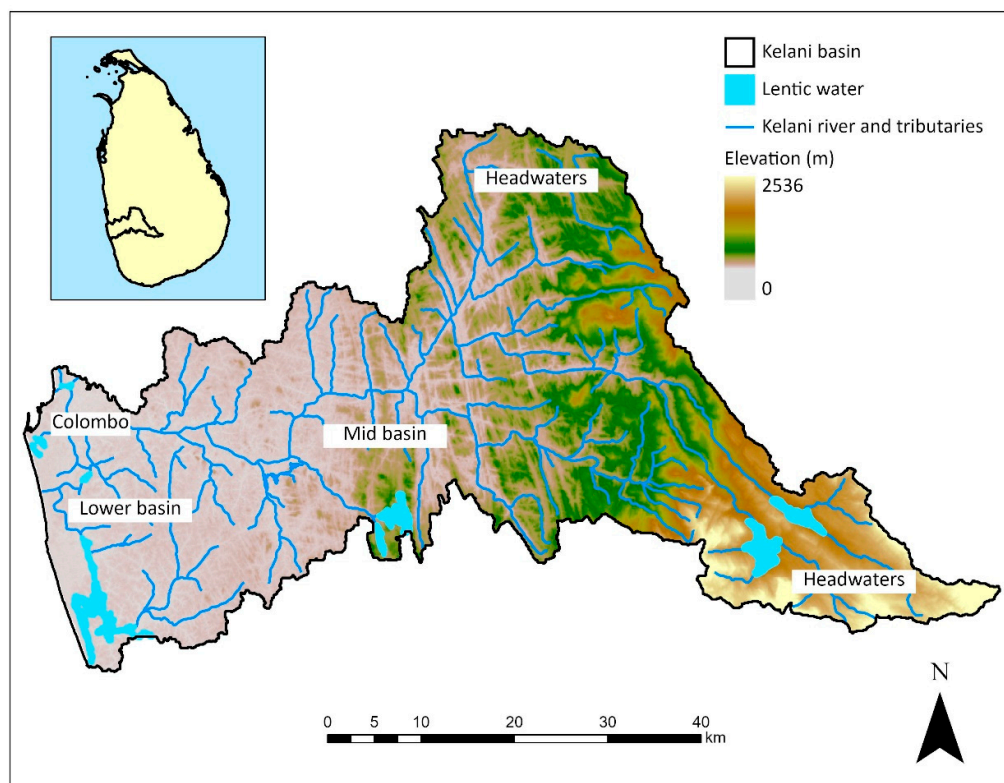 Kelani basin
Lentic water
Kelani river and tributaries
Elevation (m)
2536
0
Headwaters
Colombo
Mid basin
Lower basin
Headwaters
N
0 5 10 20 30 40
km